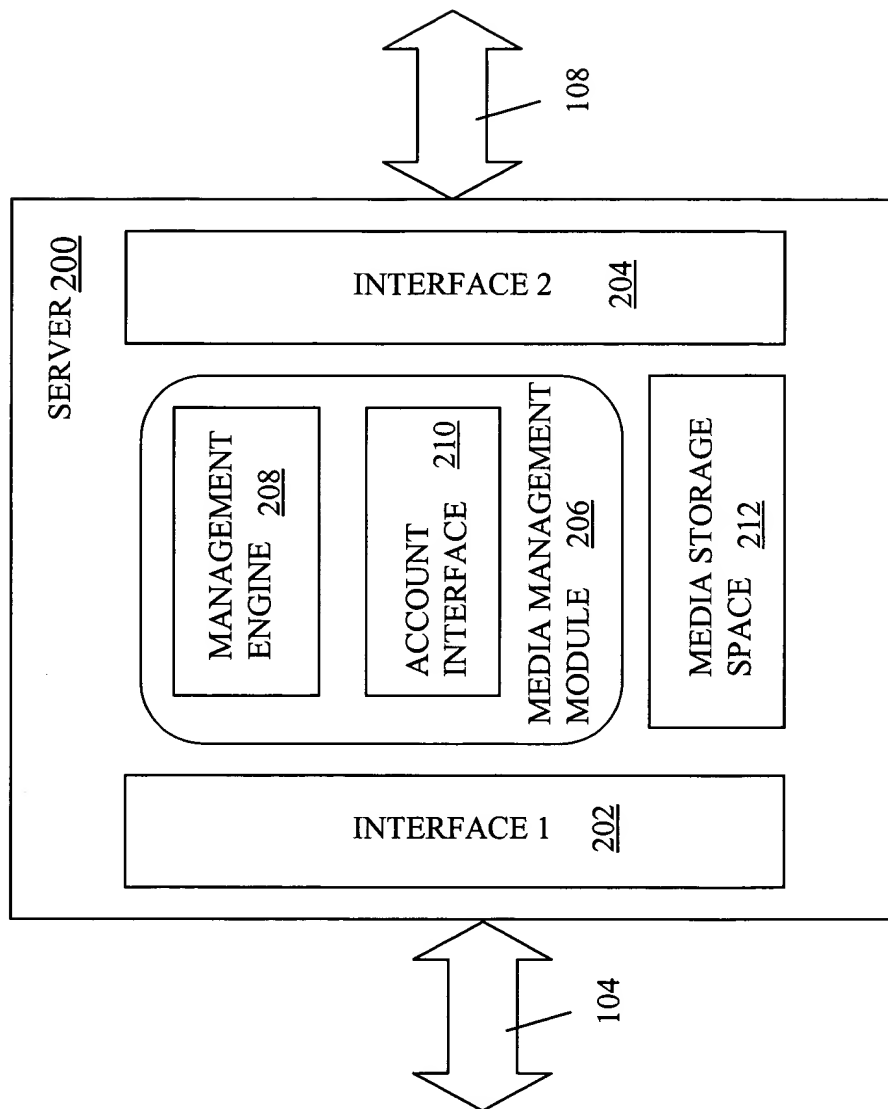 SERVER 200
INTERFACE 2
204
108
MANAGEMENT
ENGINE 208
ACCOUNT
INTERFACE 210
MEDIA MANAGEMENT
MODULE 206
MEDIA STORAGE
SPACE 212
INTERFACE 1
202
104